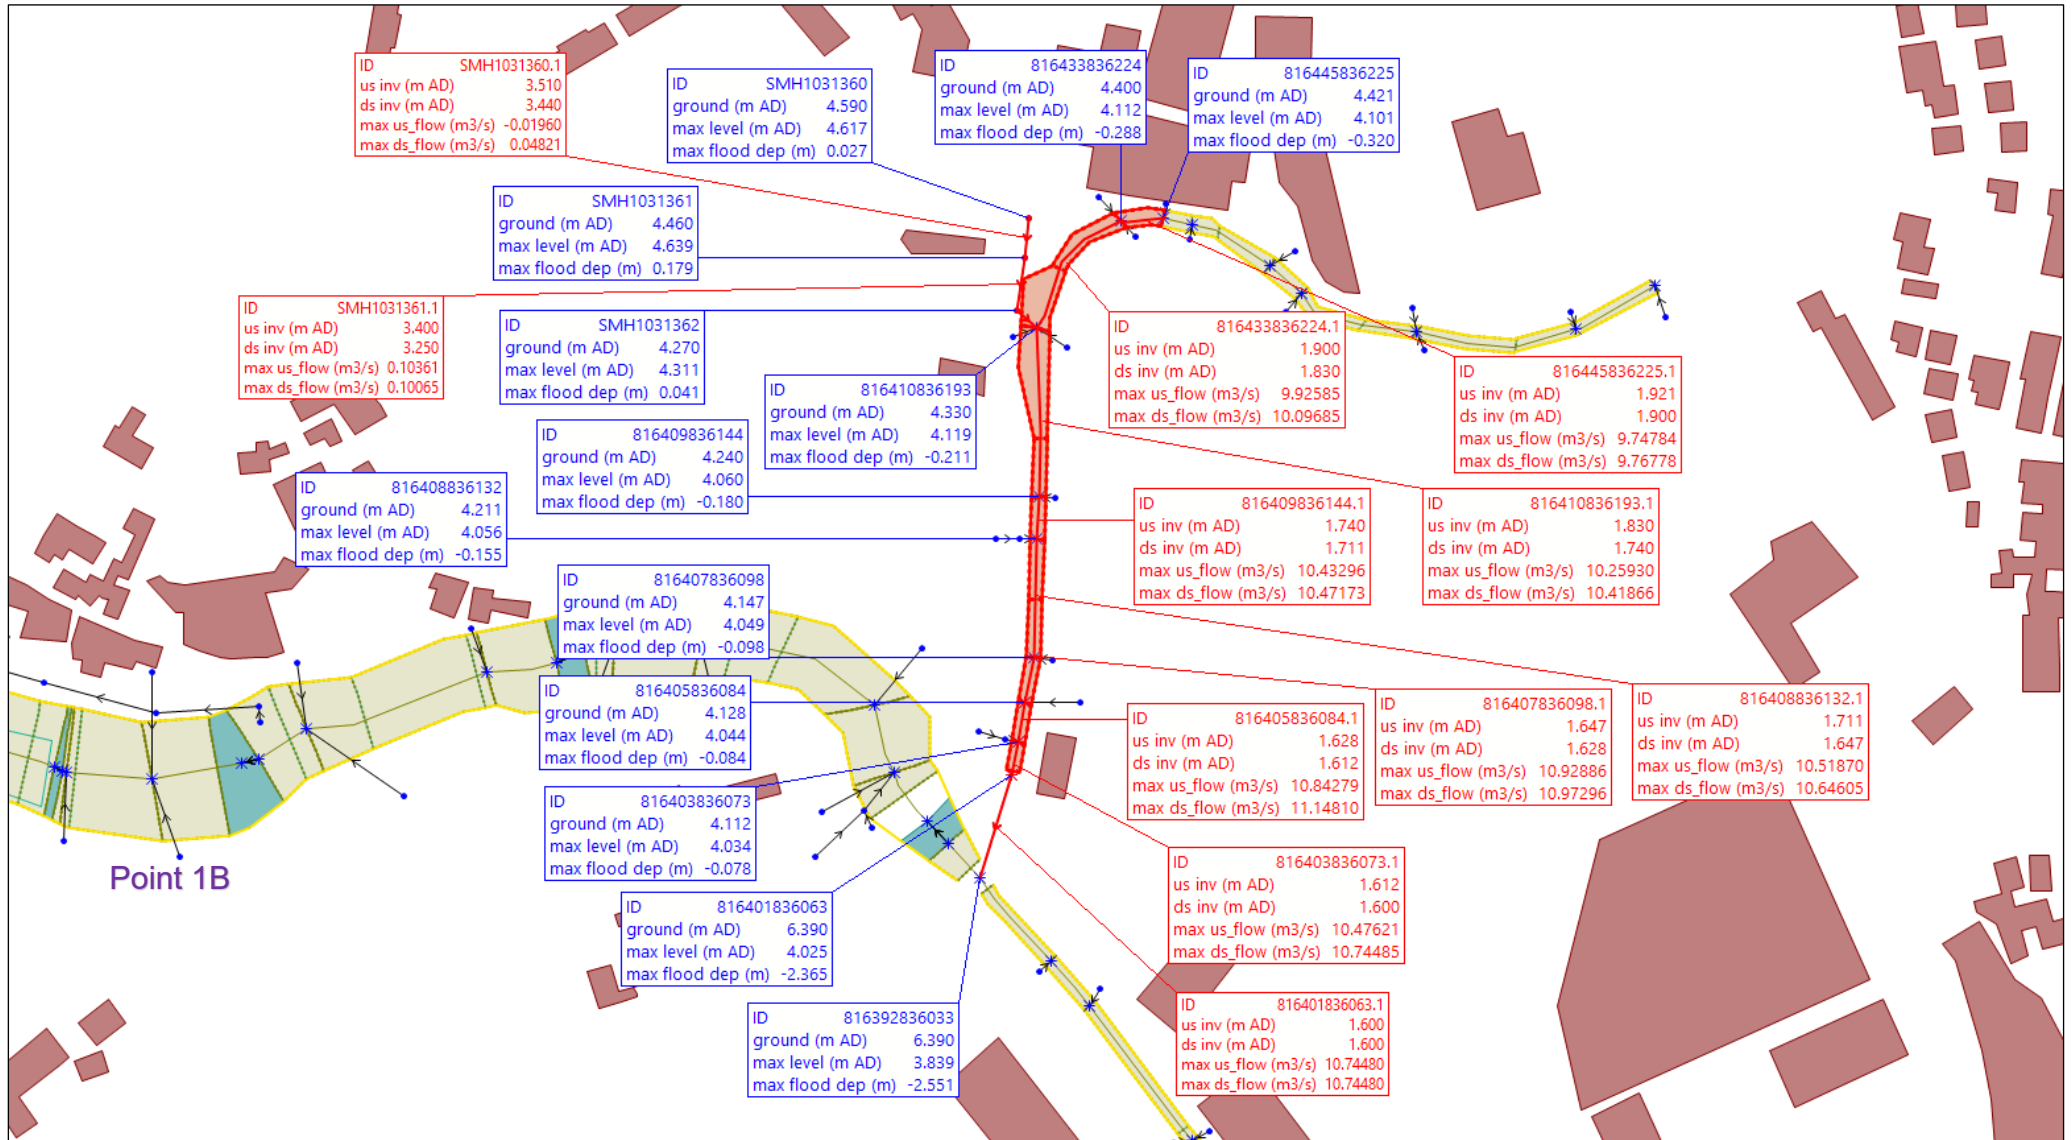 ID SMH1031360.1
us inv (m AD) 3.510
ds inv (m AD) 3.440
max us_flow (m3/s) -0.01960
max ds_flow (m3/s) 0.04821
ID SMH1031360
ground (m AD) 4.590
max level (m AD) 4.617
max flood dep (m) 0.027
ID 816433836224
ground (m AD) 4.400
max level (m AD) 4.112
max flood dep (m) -0.288
ID 816445836225
ground (m AD) 4.421
max level (m AD) 4.101
max flood dep (m) -0.320
ID SMH1031361
ground (m AD) 4.460
max level (m AD) 4.639
max flood dep (m) 0.179
ID SMH1031361.1
us inv (m AD) 3.400
ds inv (m AD) 3.250
max us_flow (m3/s) 0.10361
max ds_flow (m3/s) 0.10065
ID SMH1031362
ground (m AD) 4.270
max level (m AD) 4.311
max flood dep (m) 0.041
ID 816410836193
ground (m AD) 4.330
max level (m AD) 4.119
max flood dep (m) -0.211
ID 816433836224.1
us inv (m AD) 1.900
ds inv (m AD) 1.830
max us_flow (m3/s) 9.92585
max ds_flow (m3/s) 10.09685
ID 816445836225.1
us inv (m AD) 1.921
ds inv (m AD) 1.900
max us_flow (m3/s) 9.74784
max ds_flow (m3/s) 9.76778
ID 816409836144
ground (m AD) 4.240
max level (m AD) 4.060
max flood dep (m) -0.180
ID 816408836132
ground (m AD) 4.211
max level (m AD) 4.056
max flood dep (m) -0.155
ID 816409836144.1
us inv (m AD) 1.740
ds inv (m AD) 1.711
max us_flow (m3/s) 10.43296
max ds_flow (m3/s) 10.47173
ID 816410836193.1
us inv (m AD) 1.830
ds inv (m AD) 1.740
max us_flow (m3/s) 10.25930
max ds_flow (m3/s) 10.41866
ID 816407836098
ground (m AD) 4.147
max level (m AD) 4.049
max flood dep (m) -0.098
ID 816405836084
ground (m AD) 4.128
max level (m AD) 4.044
max flood dep (m) -0.084
ID 816405836084.1
us inv (m AD) 1.628
ds inv (m AD) 1.612
max us_flow (m3/s) 10.84279
max ds_flow (m3/s) 11.14810
ID 816407836098.1
us inv (m AD) 1.647
ds inv (m AD) 1.628
max us_flow (m3/s) 10.92886
max ds_flow (m3/s) 10.97296
ID 816408836132.1
us inv (m AD) 1.711
ds inv (m AD) 1.647
max us_flow (m3/s) 10.51870
max ds_flow (m3/s) 10.64605
ID 816403836073
ground (m AD) 4.112
max level (m AD) 4.034
max flood dep (m) -0.078
Point 1B
ID 816403836073.1
us inv (m AD) 1.612
ds inv (m AD) 1.600
max us_flow (m3/s) 10.47621
max ds_flow (m3/s) 10.74485
ID 816401836063
ground (m AD) 6.390
max level (m AD) 4.025
max flood dep (m) -2.365
ID 816401836063.1
us inv (m AD) 1.600
ds inv (m AD) 1.600
max us_flow (m3/s) 10.74480
max ds_flow (m3/s) 10.74480
ID 816392836033
ground (m AD) 6.390
max level (m AD) 3.839
max flood dep (m) -2.551